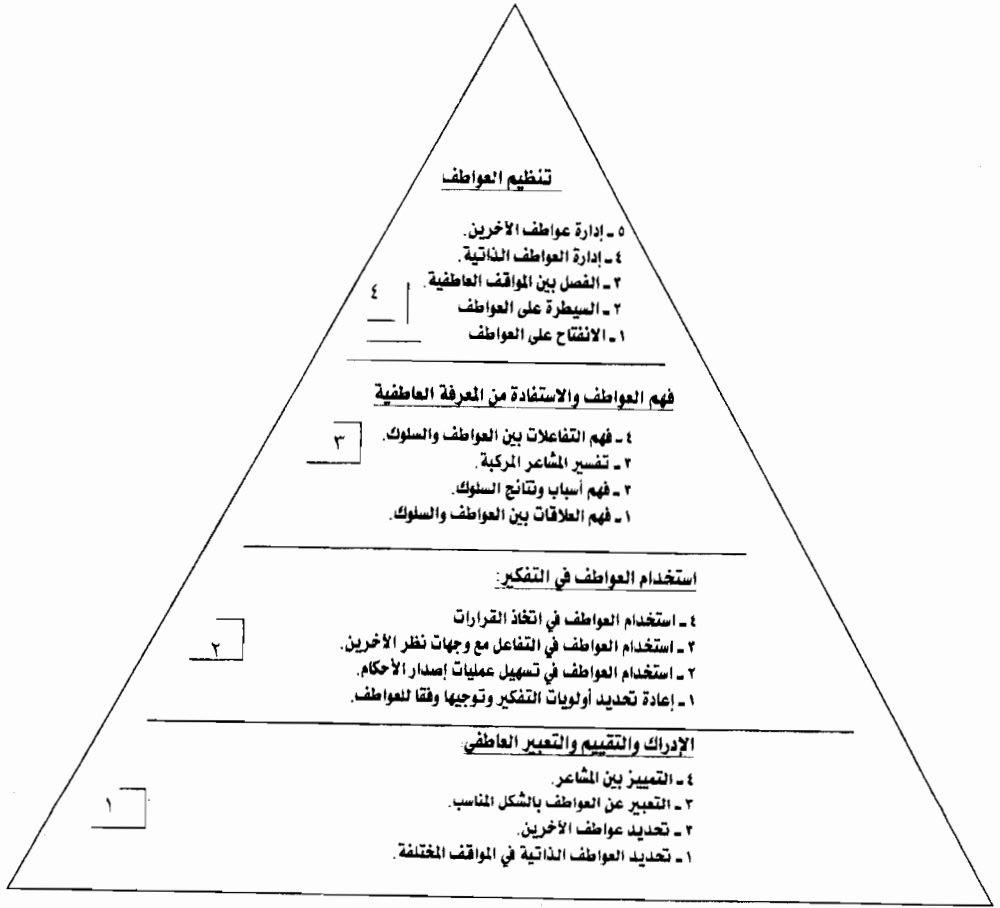 تنظيم العواطف
٥ ـ إدارة عواطف الآخرين.
٤ ـ إدارة العواطف الذاتية.
٣ ـ الفصل بين المواقف العاطفية.
٢ ـ السيطرة على العواطف
١ ـ الانفتاح على العواطف
٤
فهم العواطف والاستفادة من المعرفة العاطفية
٤ ـ فهم التفاعلات بين العواطف والسلوك.
٣ ـ تفسير المشاعر المركبة.
٢ ـ فهم أسباب ونتائج السلوك.
١ ـ فهم العلاقات بين العواطف والسلوك.
٣
استخدام العواطف في التفكير:
٤ ـ استخدام العواطف في اتخاذ القرارات
٣ ـ استخدام العواطف في التفاعل مع وجهات نظر الآخرين.
٢ ـ استخدام العواطف في تسهيل عمليات إصدار الأحكام.
١ ـ إعادة تحديد أولويات التفكير وتوجيها وفقا للعواطف.
٢
الإدراك والتقييم والتعبير العاطفي:
٤ ـ التمييز بين المشاعر.
٣ ـ التعبير عن العواطف بالشكل المناسب.
٢ ـ تحديد عواطف الآخرين.
١ ـ تحديد العواطف الذاتية في المواقف المختلفة.
١